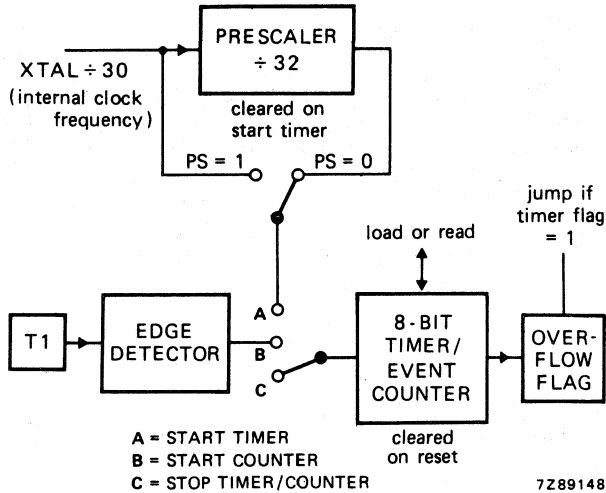 PRESCALER
÷ 32
XTAL ÷ 30
(internal clock
frequency)
cleared on
start timer
PS = 1
PS = 0
jump if
timer flag
= 1
load or read
A
B
C
T1
EDGE
DETECTOR
8-BIT
TIMER/
EVENT
COUNTER
OVER-
FLOW
FLAG
cleared
on reset
A = START TIMER
B = START COUNTER
C = STOP TIMER/COUNTER
7Z89148